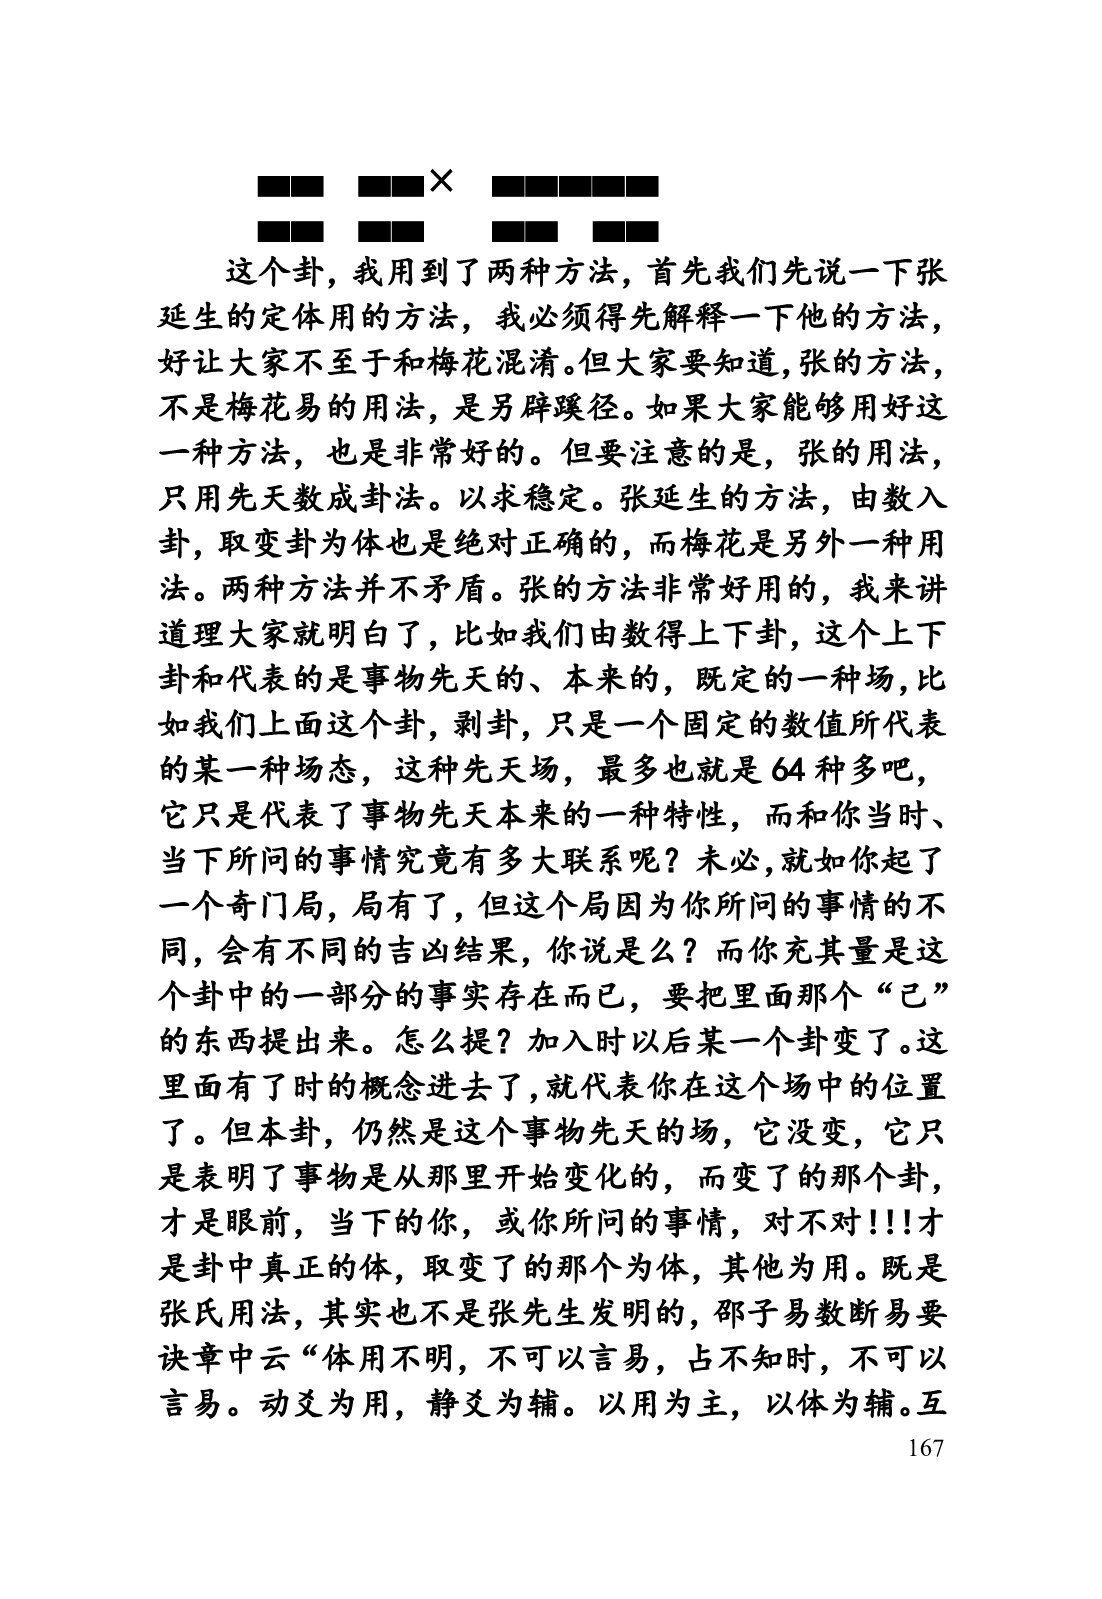 ▅▅ ▅▅× ▅▅▅▅▅
▅▅ ▅▅ ▅▅ ▅▅
这个卦，我用到了两种方法，首先我们先说一下张
延生的定体用的方法，我必须得先解释一下他的方法，
好让大家不至于和梅花混淆。但大家要知道，张的方法，
不是梅花易的用法，是另辟蹊径。如果大家能够用好这
一种方法，也是非常好的。但要注意的是，张的用法，
只用先天数成卦法。以求稳定。张延生的方法，由数入
卦，取变卦为体也是绝对正确的，而梅花是另外一种用
法。两种方法并不矛盾。张的方法非常好用的，我来讲
道理大家就明白了，比如我们由数得上下卦，这个上下
卦和代表的是事物先天的、本来的，既定的一种场，比
如我们上面这个卦，剥卦，只是一个固定的数值所代表
的某一种场态，这种先天场，最多也就是 64 种多吧，
它只是代表了事物先天本来的一种特性，而和你当时、
当下所问的事情究竟有多大联系呢？未必，就如你起了
一个奇门局，局有了，但这个局因为你所问的事情的不
同，会有不同的吉凶结果，你说是么？而你充其量是这
个卦中的一部分的事实存在而已，要把里面那个“己”
的东西提出来。怎么提？加入时以后某一个卦变了。这
里面有了时的概念进去了，就代表你在这个场中的位置
了。但本卦，仍然是这个事物先天的场，它没变，它只
是表明了事物是从那里开始变化的，而变了的那个卦，
才是眼前，当下的你，或你所问的事情，对不对！！！才
是卦中真正的体，取变了的那个为体，其他为用。既是
张氏用法，其实也不是张先生发明的，邵子易数断易要
诀章中云“体用不明，不可以言易，占不知时，不可以
言易。动爻为用，静爻为辅。以用为主，以体为辅。互
167